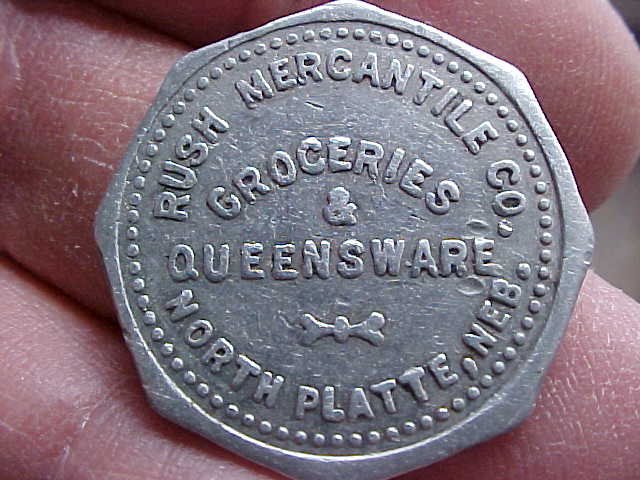 RUSH MERCANTILE CO.
GROCERIES
&
QUEENSWARE
NORTH PLATTE, NEB.